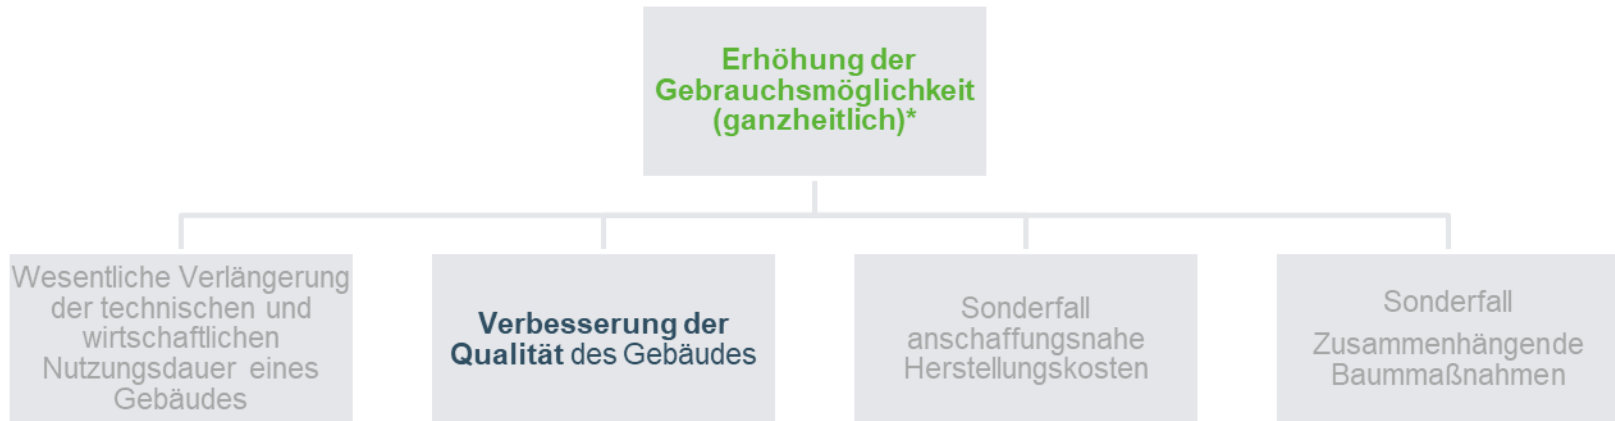 Erhöhung der
Gebrauchsmöglichkeit
(ganzheitlich)*
Wesentliche Verlängerung
der technischen und
wirtschaftlichen
Nutzungsdauer eines
Gebäudes
Verbesserung der
Qualität des Gebäudes
Sonderfall
anschaffungsnahe
Herstellungskosten
Sonderfall
Zusammenhängende
Baummaßnahmen